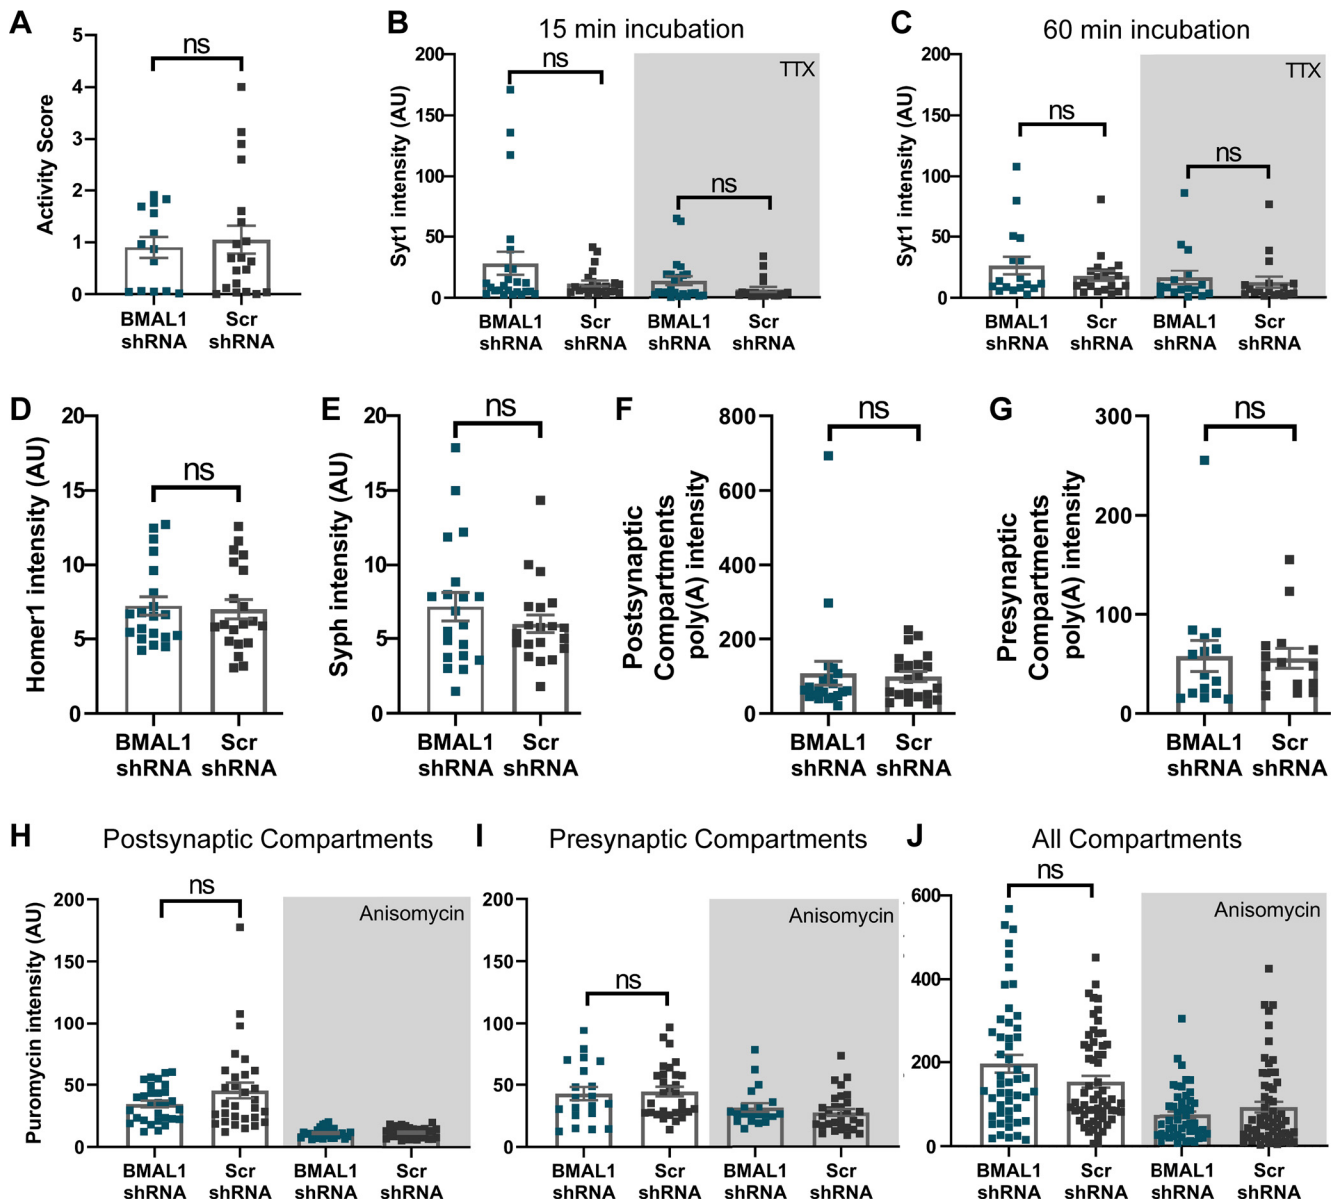 A
5
4
3
2
1
0
Activity Score
ns
BMAL1 Scr
shRNA shRNA
B
15 min incubation
200
150
100
50
0
Syt1 intensity (AU)
ns
TTX
ns
BMAL1 Scr BMAL1 Scr
shRNA shRNA shRNA shRNA
C
60 min incubation
200
150
100
50
0
Syt1 intensity (AU)
ns
TTX
ns
BMAL1 Scr BMAL1 Scr
shRNA shRNA shRNA shRNA
D
20
15
10
5
0
Homer1 intensity (AU)
ns
BMAL1 Scr
shRNA shRNA
E
20
15
10
5
0
Syph intensity (AU)
ns
BMAL1 Scr
shRNA shRNA
F
800
600
400
200
0
Postsynaptic
Compartments
poly(A) intensity
ns
BMAL1 Scr
shRNA shRNA
G
300
200
100
0
Presynaptic
Compartments
poly(A) intensity
ns
BMAL1 Scr
shRNA shRNA
H
Postsynaptic Compartments
200
150
100
50
0
Puromycin intensity (AU)
ns
Anisomycin
BMAL1 Scr BMAL1 Scr
shRNA shRNA shRNA shRNA
I
Presynaptic Compartments
200
150
100
50
0
ns
Anisomycin
BMAL1 Scr BMAL1 Scr
shRNA shRNA shRNA shRNA
J
All Compartments
600
400
200
0
ns
Anisomycin
BMAL1 Scr BMAL1 Scr
shRNA shRNA shRNA shRNA